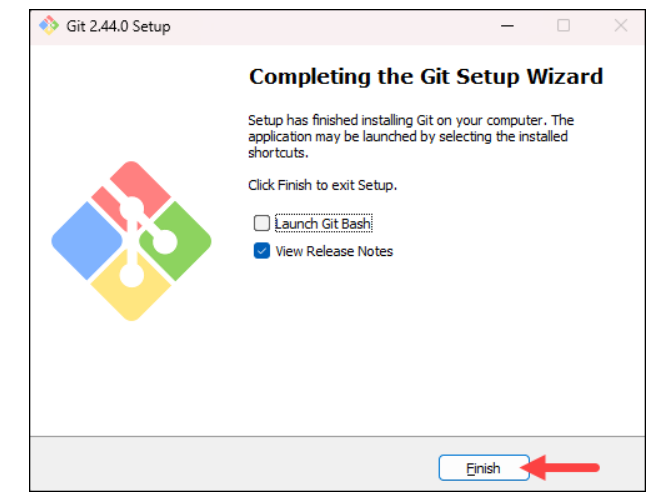 Git 2.44.0 Setup
Completing the Git Setup Wizard
Setup has finished installing Git on your computer. The
application may be launched by selecting the installed
shortcuts.
Click Finish to exit Setup.
Launch Git Bash
View Release Notes
Finish